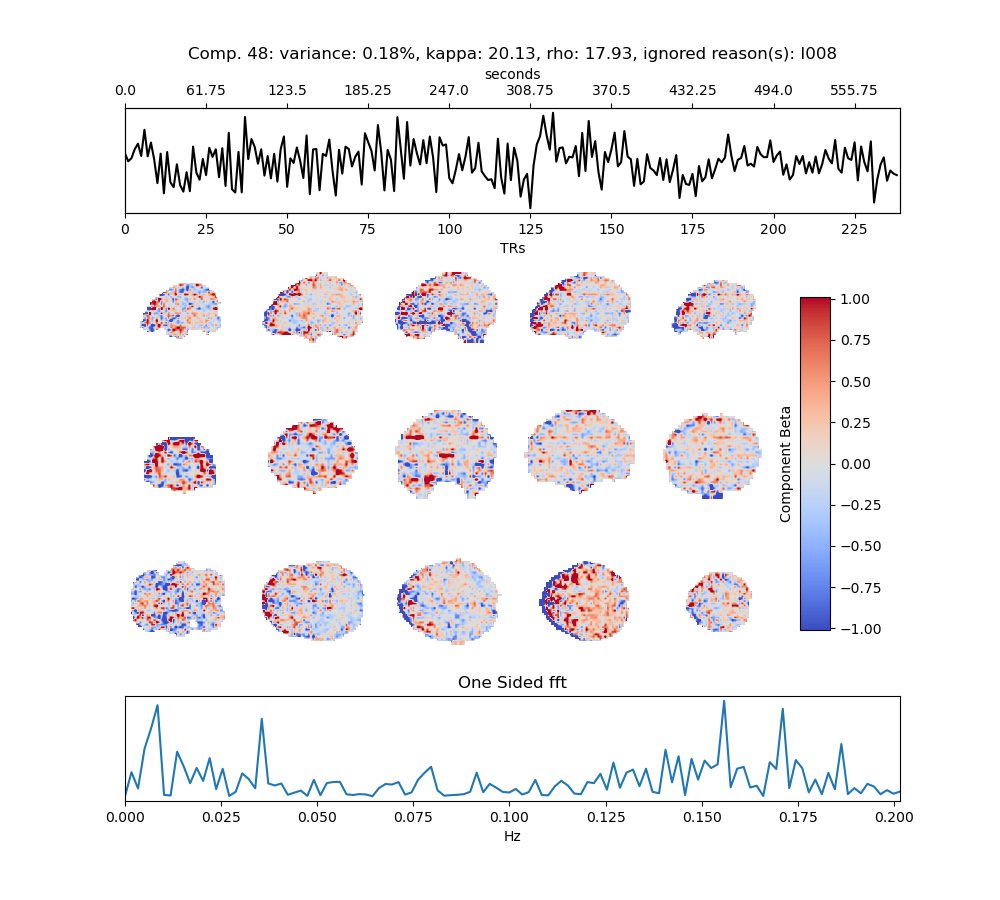 Comp. 48: variance: 0.18%, kappa: 20.13, rho: 17.93, ignored reason(s): I008
seconds
0.0 61.75 123.5 185.25 247.0 308.75 370.5 432.25 494.0 555.75
0 25 50 75 100 125 150 175 200 225
TRs
1.00
0.75
0.50
0.25
0.00
−0.25
−0.50
−0.75
−1.00
Component Beta
One Sided fft
0.000 0.025 0.050 0.075 0.100 0.125 0.150 0.175 0.200
Hz